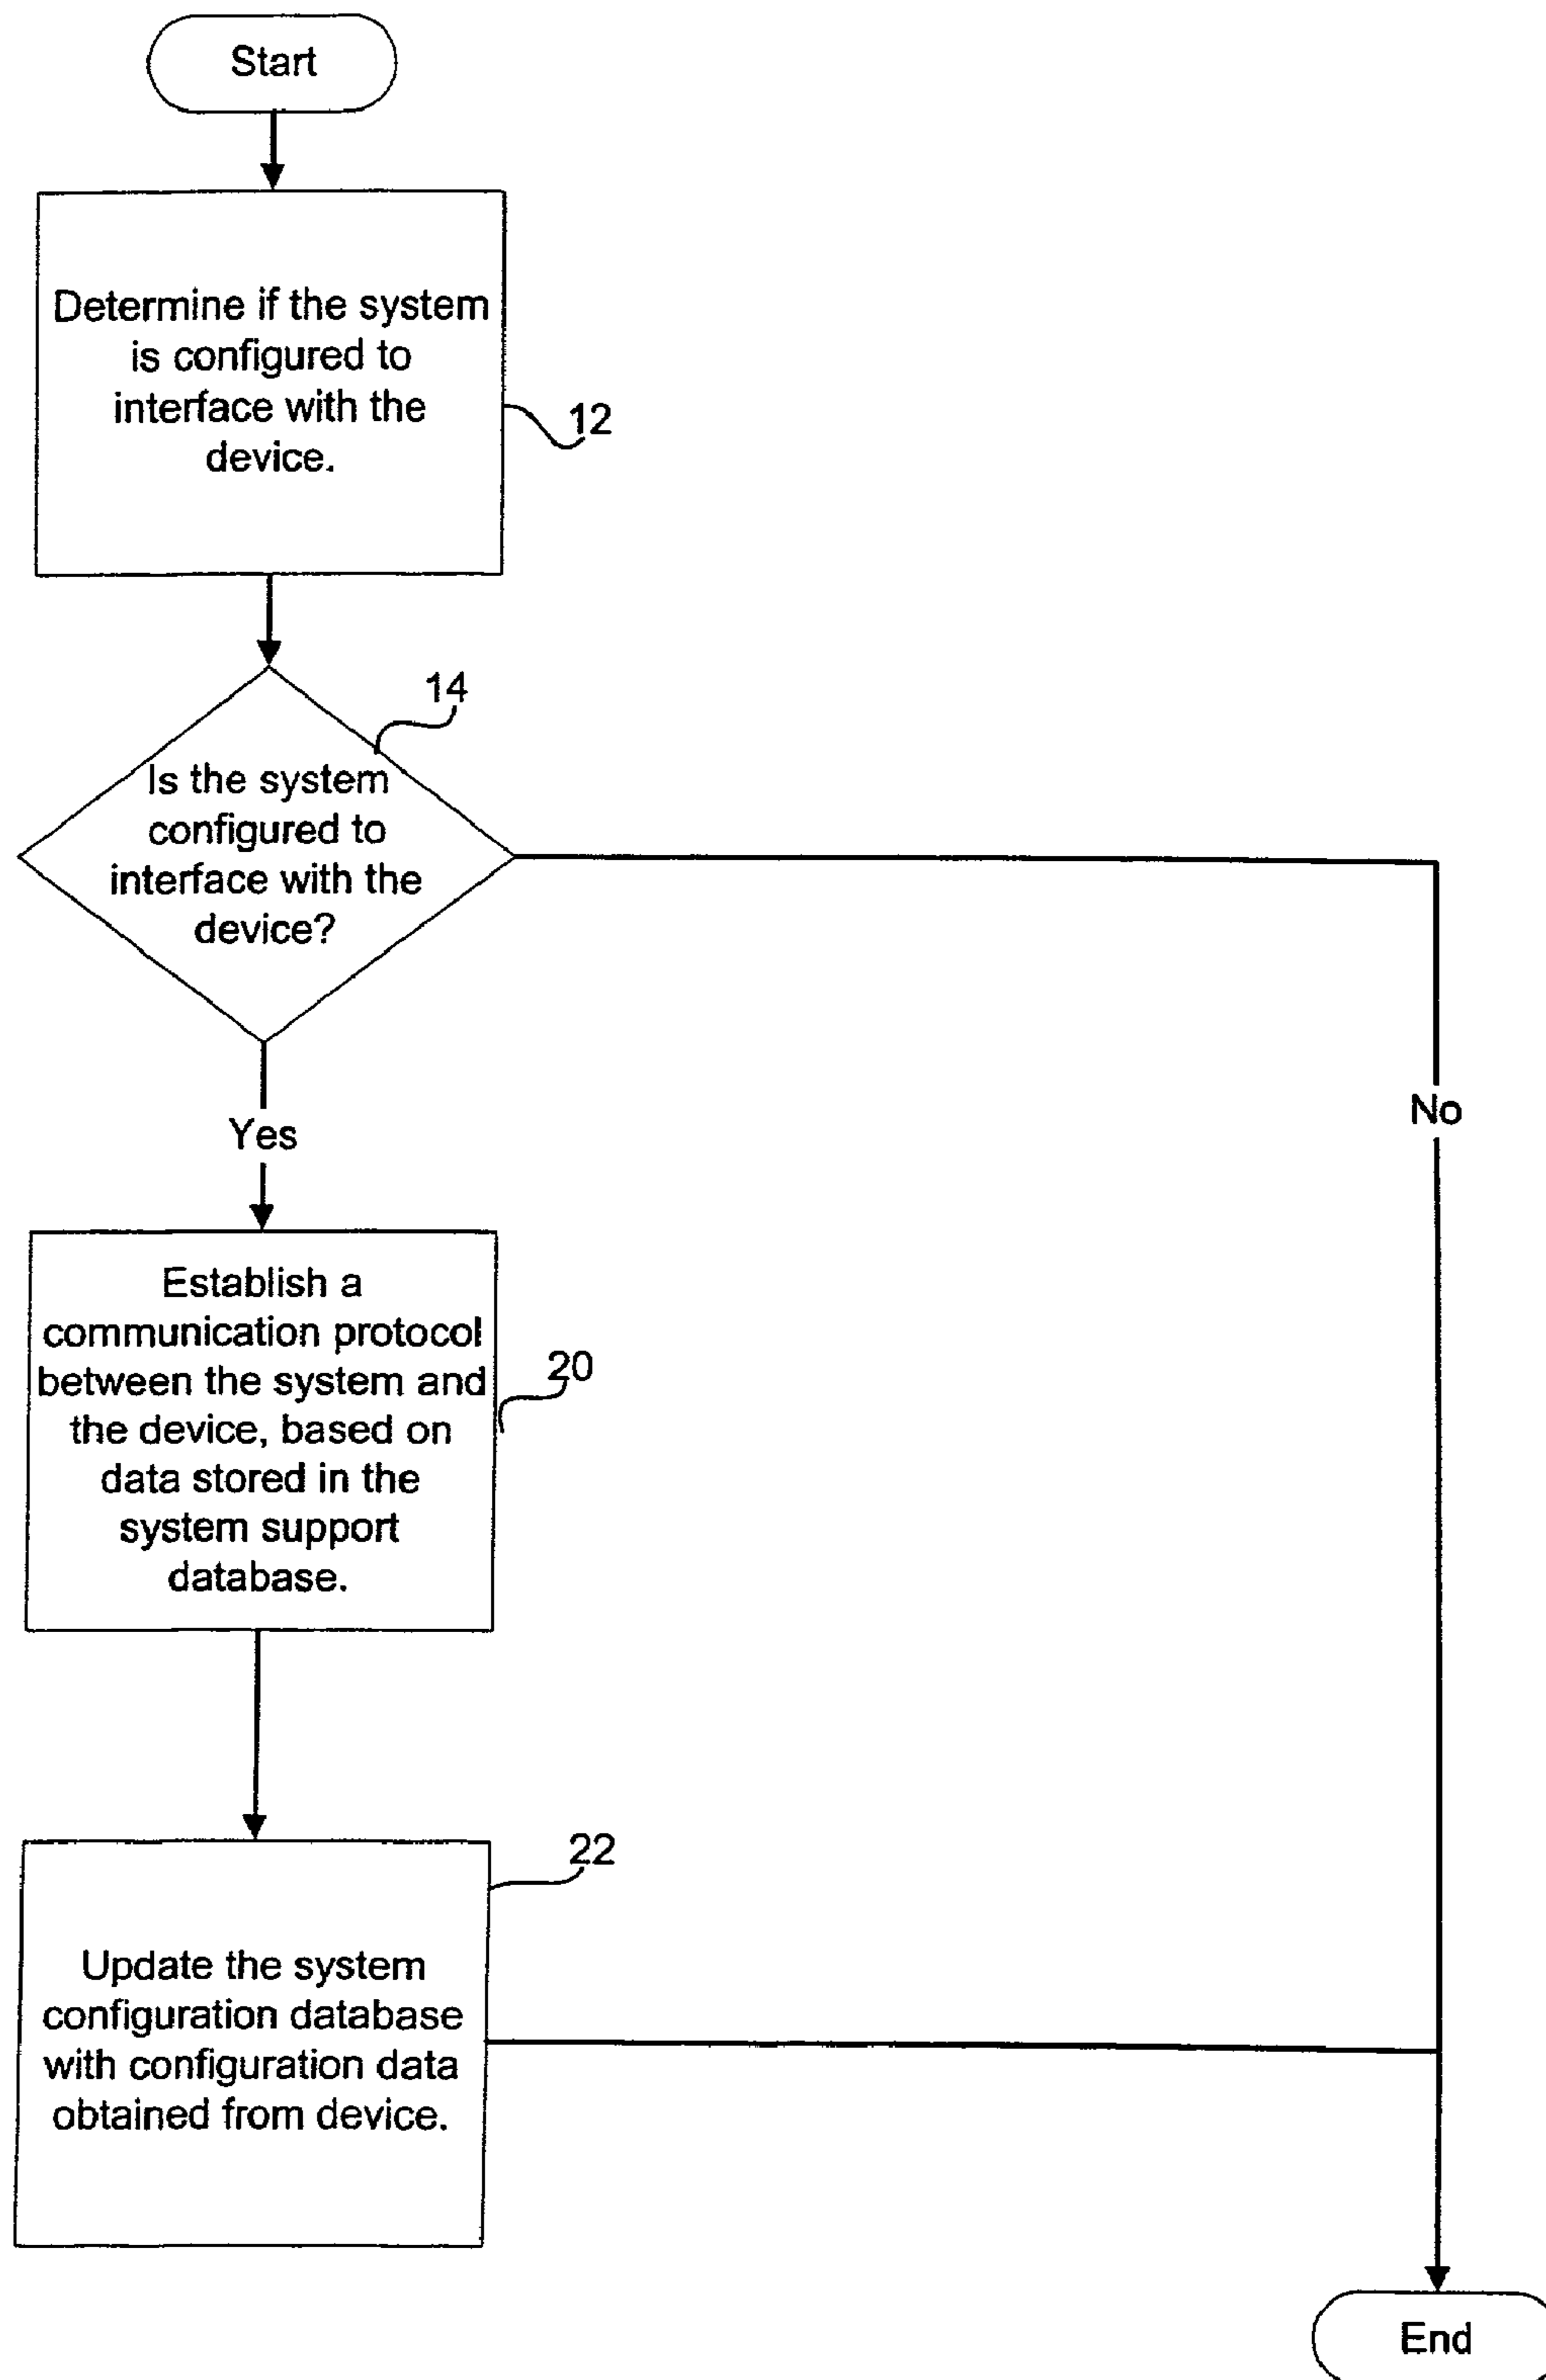 Start
Determine if the system
is configured to
interface with the
device.
12
14
Is the system
configured to
interface with the
device?
Yes
No
Establish a
communication protocol
between the system and
the device, based on
data stored in the
system support
database.
20
22
Update the system
configuration database
with configuration data
obtained from device.
End